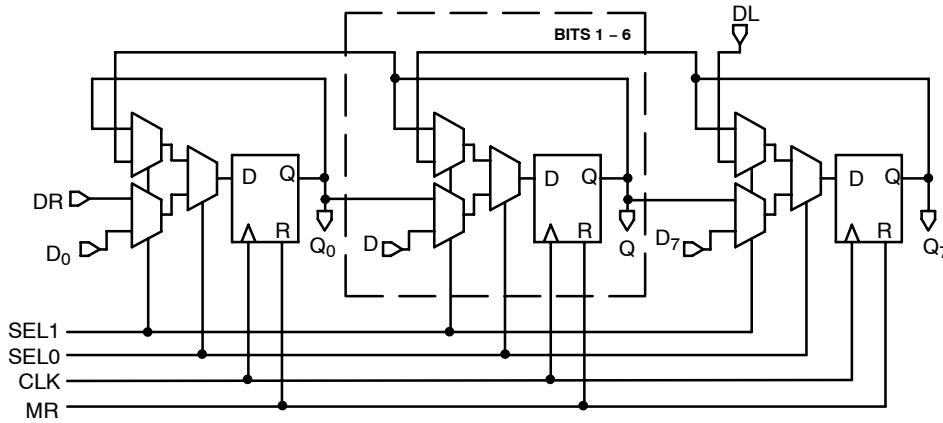 DL
BITS 1 – 6
D Q
D Q
D Q
DR
R
R
R
D0
Q0
D
Q
D7
Q7
SEL1
SEL0
CLK
MR